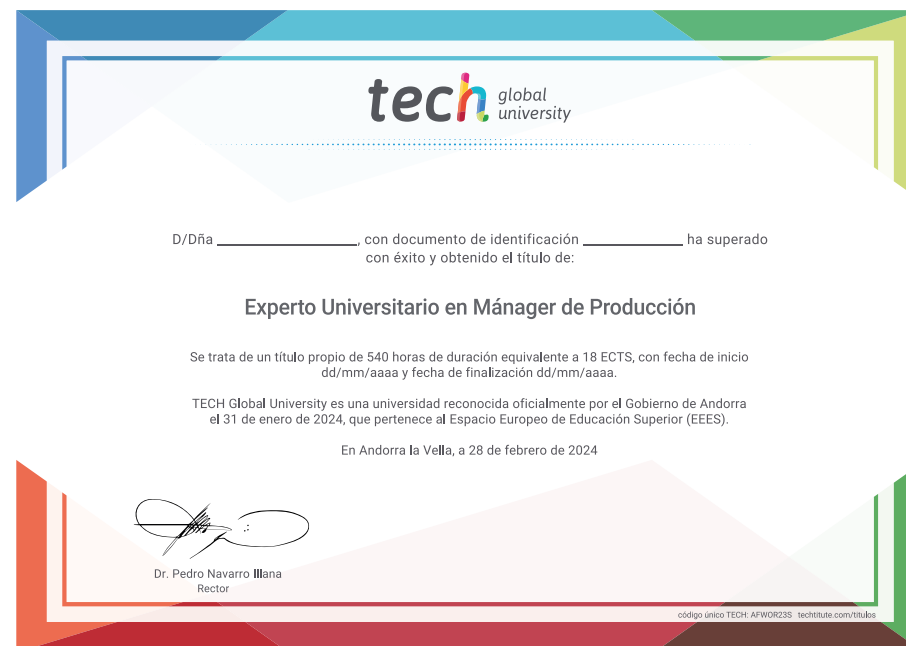 tech global
university
D/Dña ______________, con documento de identificación __________ ha superado
con éxito y obtenido el título de:
Experto Universitario en Mánager de Producción
Se trata de un título propio de 540 horas de duración equivalente a 18 ECTS, con fecha de inicio
dd/mm/aaaa y fecha de finalización dd/mm/aaaa.
TECH Global University es una universidad reconocida oficialmente por el Gobierno de Andorra
el 31 de enero de 2024, que pertenece al Espacio Europeo de Educación Superior (EEES).
En Andorra la Vella, a 28 de febrero de 2024
Dr. Pedro Navarro Illana
Rector
código único TECH: AFWOR23S techtitute.com/titulos